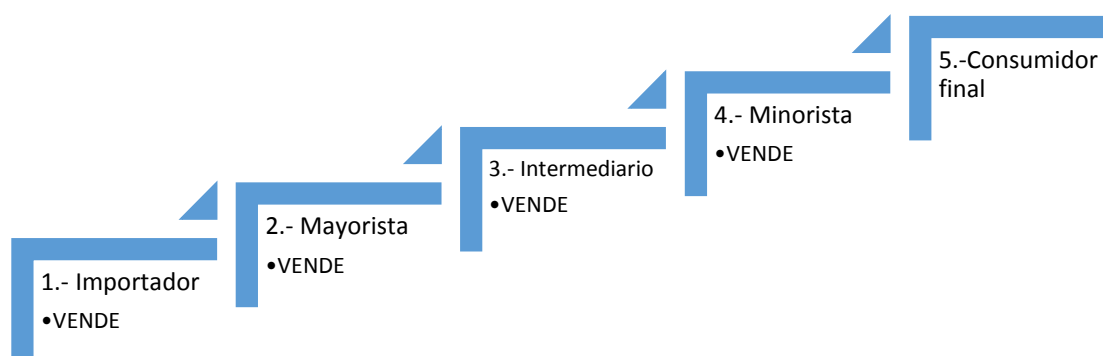 1.- Importador
•VENDE
2.- Mayorista
•VENDE
3.- Intermediario
•VENDE
4.- Minorista
•VENDE
5.-Consumidor
final